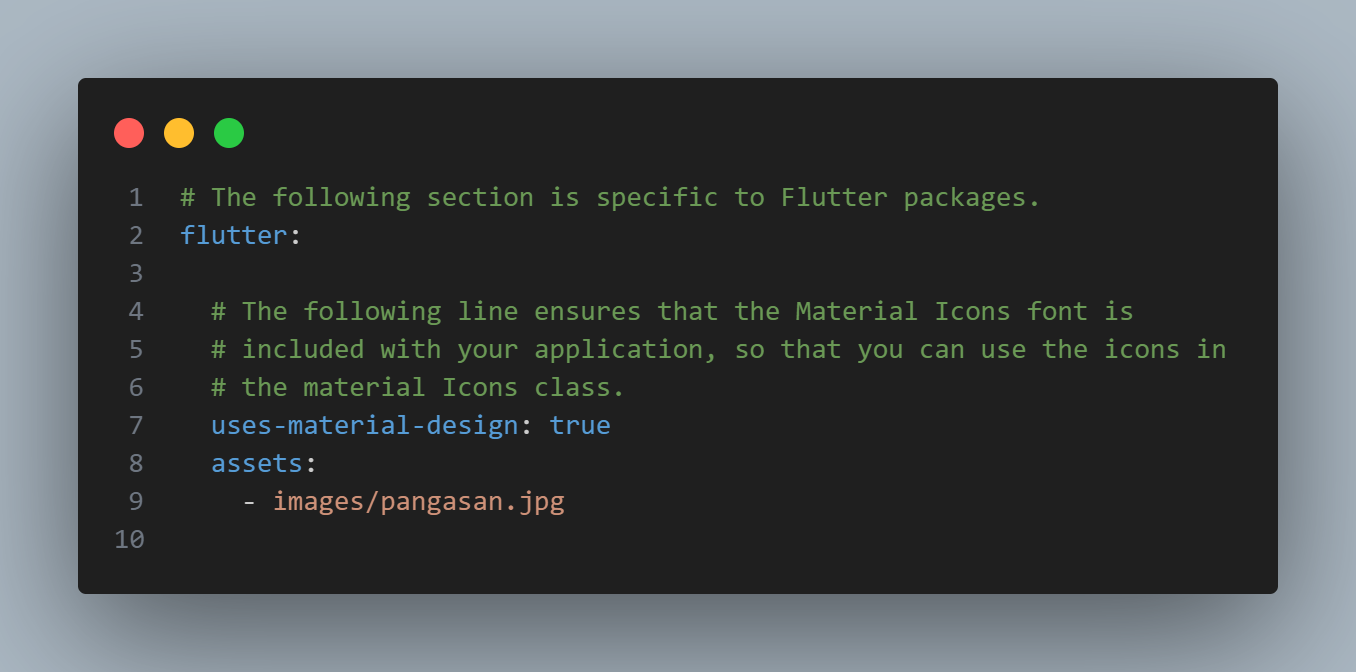 1 # The following section is specific to Flutter packages.
2 flutter:
3
4   # The following line ensures that the Material Icons font is
5   # included with your application, so that you can use the icons in
6   # the material Icons class.
7   uses-material-design: true
8   assets:
9     - images/pangasan.jpg
10